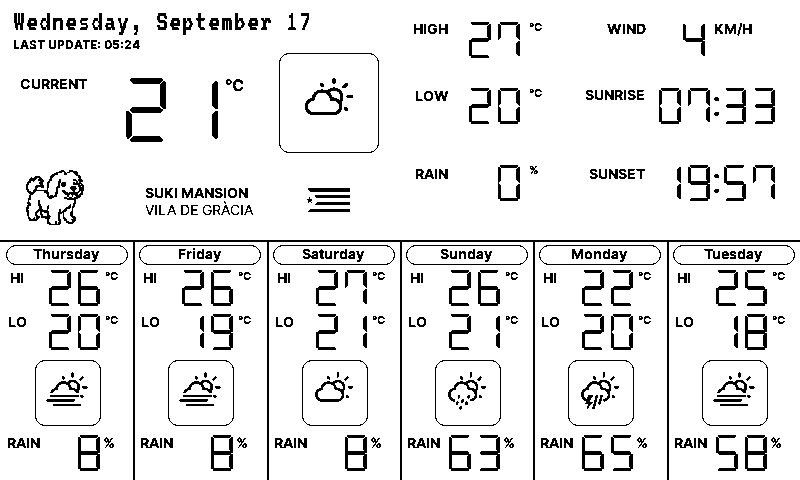 Wednesday, September 17
LAST UPDATE: 05:24
CURRENT 21 °C
SUKI MANSION
VILA DE GRÀCIA
HIGH 27 °C
WIND 4 KM/H
LOW 20 °C
SUNRISE 07:33
RAIN 0 %
SUNSET 19:57
Thursday
HI 26 °C
LO 20 °C
RAIN 8 %
Friday
HI 26 °C
LO 19 °C
RAIN 8 %
Saturday
HI 27 °C
LO 21 °C
RAIN 8 %
Sunday
HI 26 °C
LO 21 °C
RAIN 63 %
Monday
HI 22 °C
LO 20 °C
RAIN 65 %
Tuesday
HI 25 °C
LO 18 °C
RAIN 58 %